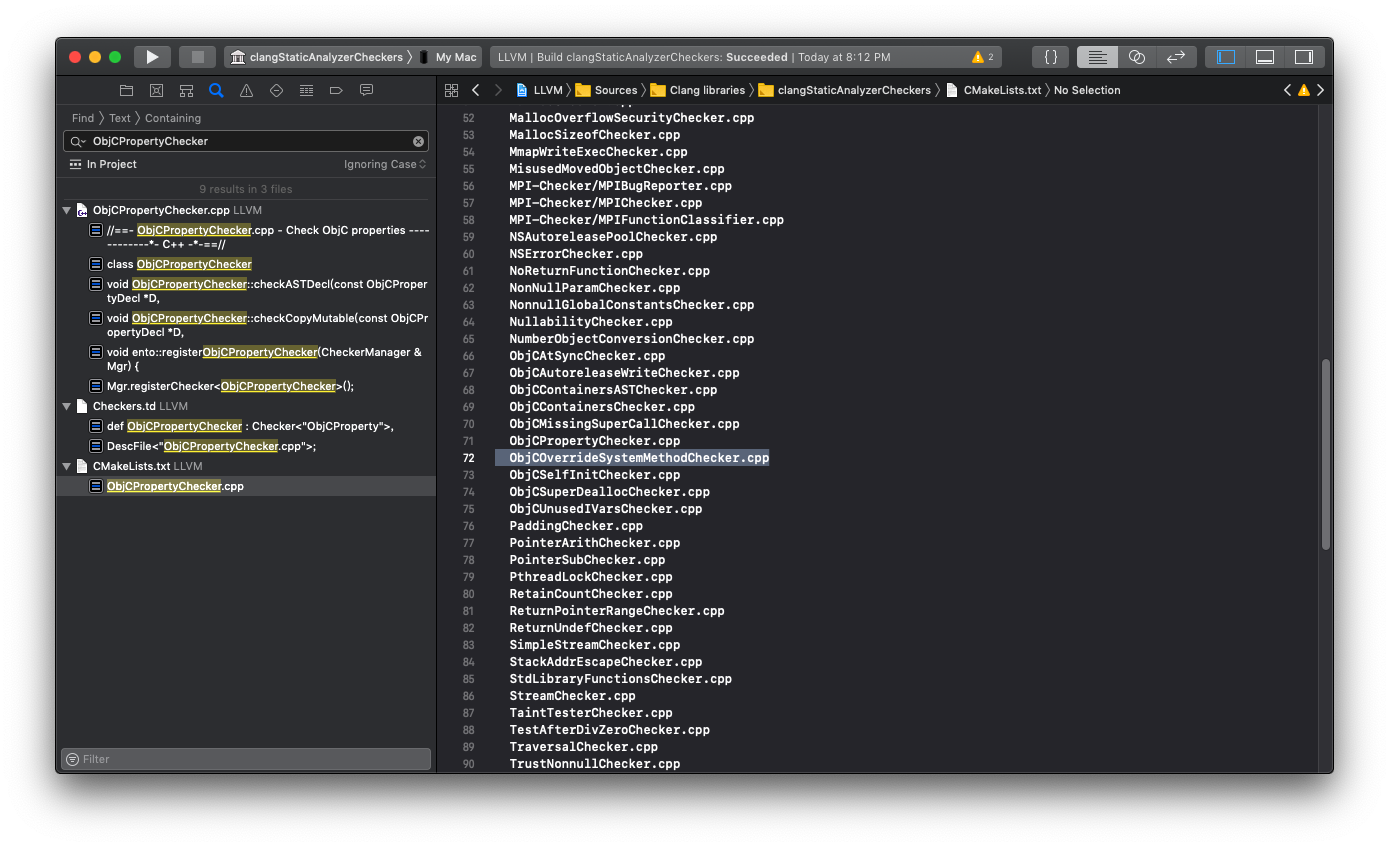 clangStaticAnalyzerCheckers 〉 My Mac
LLVM | Build clangStaticAnalyzerCheckers: Succeeded | Today at 8:12 PM
2
{ }
LLVM 〉 Sources 〉 Clang libraries 〉 clangStaticAnalyzerCheckers 〉 CMakeLists.txt 〉 No Selection
Find 〉 Text 〉 Containing
ObjCPropertyChecker
In Project
Ignoring Case
9 results in 3 files
ObjCPropertyChecker.cpp LLVM
//==- ObjCPropertyChecker.cpp - Check ObjC properties ----
-----------*- C++ -*-==//
class ObjCPropertyChecker
void ObjCPropertyChecker::checkASTDecl(const ObjCProper
tyDecl *D,
void ObjCPropertyChecker::checkCopyMutable(const ObjCPr
opertyDecl *D,
void ento::registerObjCPropertyChecker(CheckerManager &
Mgr) {
Mgr.registerChecker<ObjCPropertyChecker>();
Checkers.td LLVM
def ObjCPropertyChecker : Checker<"ObjCProperty">,
DescFile<"ObjCPropertyChecker.cpp">;
CMakeLists.txt LLVM
ObjCPropertyChecker.cpp
Filter
52 MallocOverflowSecurityChecker.cpp
53 MallocSizeofChecker.cpp
54 MmapWriteExecChecker.cpp
55 MisusedMovedObjectChecker.cpp
56 MPI-Checker/MPIBugReporter.cpp
57 MPI-Checker/MPIChecker.cpp
58 MPI-Checker/MPIFunctionClassifier.cpp
59 NSAutoreleasePoolChecker.cpp
60 NSErrorChecker.cpp
61 NoReturnFunctionChecker.cpp
62 NonNullParamChecker.cpp
63 NonnullGlobalConstantsChecker.cpp
64 NullabilityChecker.cpp
65 NumberObjectConversionChecker.cpp
66 ObjCAtSyncChecker.cpp
67 ObjCAutoreleaseWriteChecker.cpp
68 ObjCContainersASTChecker.cpp
69 ObjCContainersChecker.cpp
70 ObjCMissingSuperCallChecker.cpp
71 ObjCPropertyChecker.cpp
72 ObjCOverrideSystemMethodChecker.cpp
73 ObjCSelfInitChecker.cpp
74 ObjCSuperDeallocChecker.cpp
75 ObjCUnusedIVarsChecker.cpp
76 PaddingChecker.cpp
77 PointerArithChecker.cpp
78 PointerSubChecker.cpp
79 PthreadLockChecker.cpp
80 RetainCountChecker.cpp
81 ReturnPointerRangeChecker.cpp
82 ReturnUndefChecker.cpp
83 SimpleStreamChecker.cpp
84 StackAddrEscapeChecker.cpp
85 StdLibraryFunctionsChecker.cpp
86 StreamChecker.cpp
87 TaintTesterChecker.cpp
88 TestAfterDivZeroChecker.cpp
89 TraversalChecker.cpp
90 TrustNonnullChecker.cpp